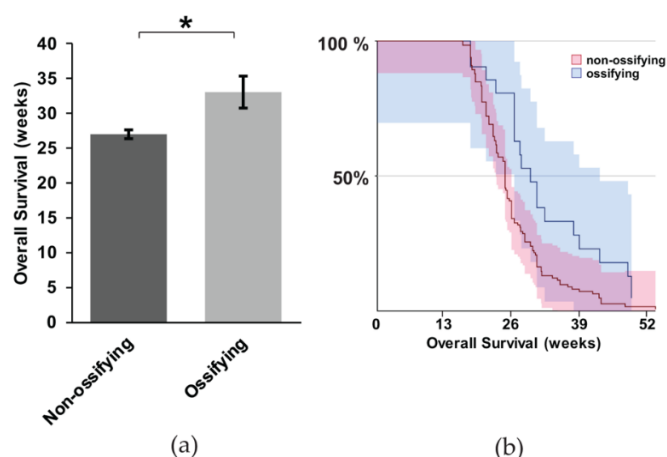 *
40
35
30
25
20
15
10
5
0
Overall Survival (weeks)
Non-ossifying
Ossifying
(a)
100 %
50%
non-ossifying
ossifying
0 13 26 39 52
Overall Survival (weeks)
(b)